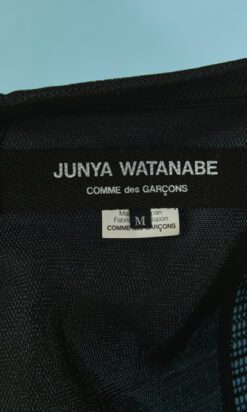 JUNYA WATANABE
COMME des GARÇONS
M
COMME des GARÇONS